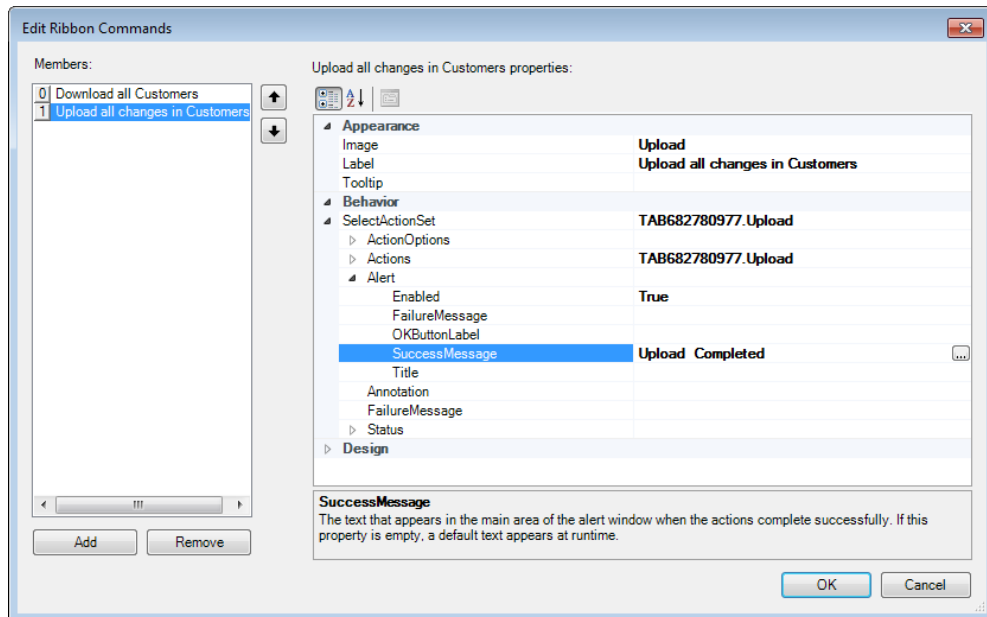 Edit Ribbon Commands
Members:
0 Download all Customers
1 Upload all changes in Customers
Add
Remove
Upload all changes in Customers properties:
Appearance
Image Upload
Label Upload all changes in Customers
Tooltip
Behavior
SelectActionSet TAB682780977.Upload
ActionOptions
Actions TAB682780977.Upload
Alert
Enabled True
FailureMessage
OKButtonLabel
SuccessMessage Upload  Completed ...
Title
Annotation
FailureMessage
Status
Design
SuccessMessage
The text that appears in the main area of the alert window when the actions complete successfully. If this
property is empty, a default text appears at runtime.
OK
Cancel